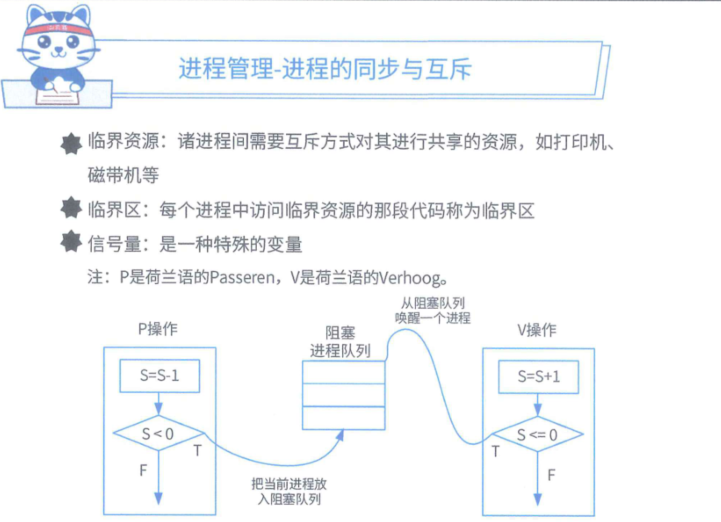 进程管理-进程的同步与互斥
临界资源：诸进程间需要互斥方式对其进行共享的资源，如打印机、
磁带机等
临界区：每个进程中访问临界资源的那段代码称为临界区
信号量：是一种特殊的变量
注：P是荷兰语的Passeren，V是荷兰语的Verhoog。
从阻塞队列
唤醒一个进程
P操作
阻塞
进程队列
V操作
S=S-1
S=S+1
S < 0
S <= 0
T
T
F
F
把当前进程放
入阻塞队列